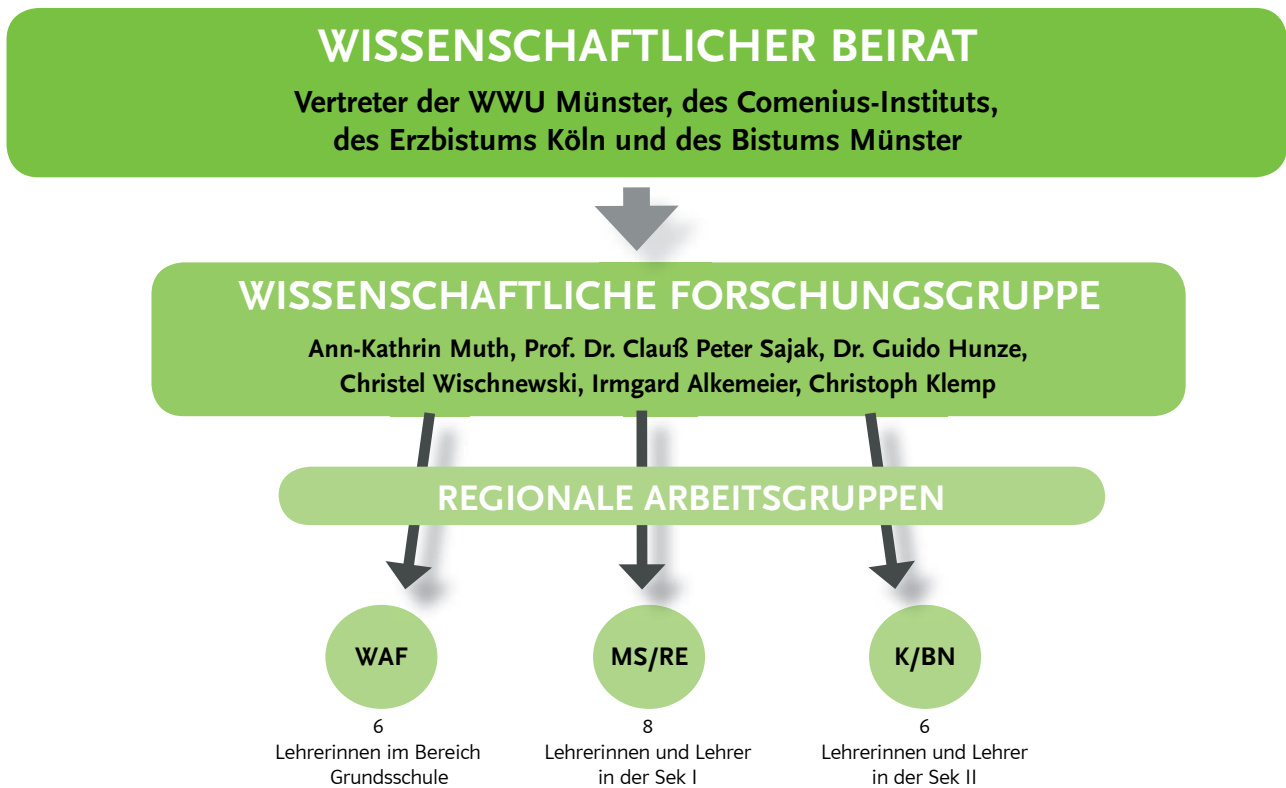 WISSENSCHAFTLICHER BEIRAT
Vertreter der WWU Münster, des Comenius-Instituts,
des Erzbistums Köln und des Bistums Münster
WISSENSCHAFTLICHE FORSCHUNGSGRUPPE
Ann-Kathrin Muth, Prof. Dr. Clauß Peter Sajak, Dr. Guido Hunze,
Christel Wischnewski, Irmgard Alkemeier, Christoph Klemp
REGIONALE ARBEITSGRUPPEN
WAF
6
Lehrerinnen im Bereich
Grundsschule
MS/RE
8
Lehrerinnen und Lehrer
in der Sek I
K/BN
6
Lehrerinnen und Lehrer
in der Sek II